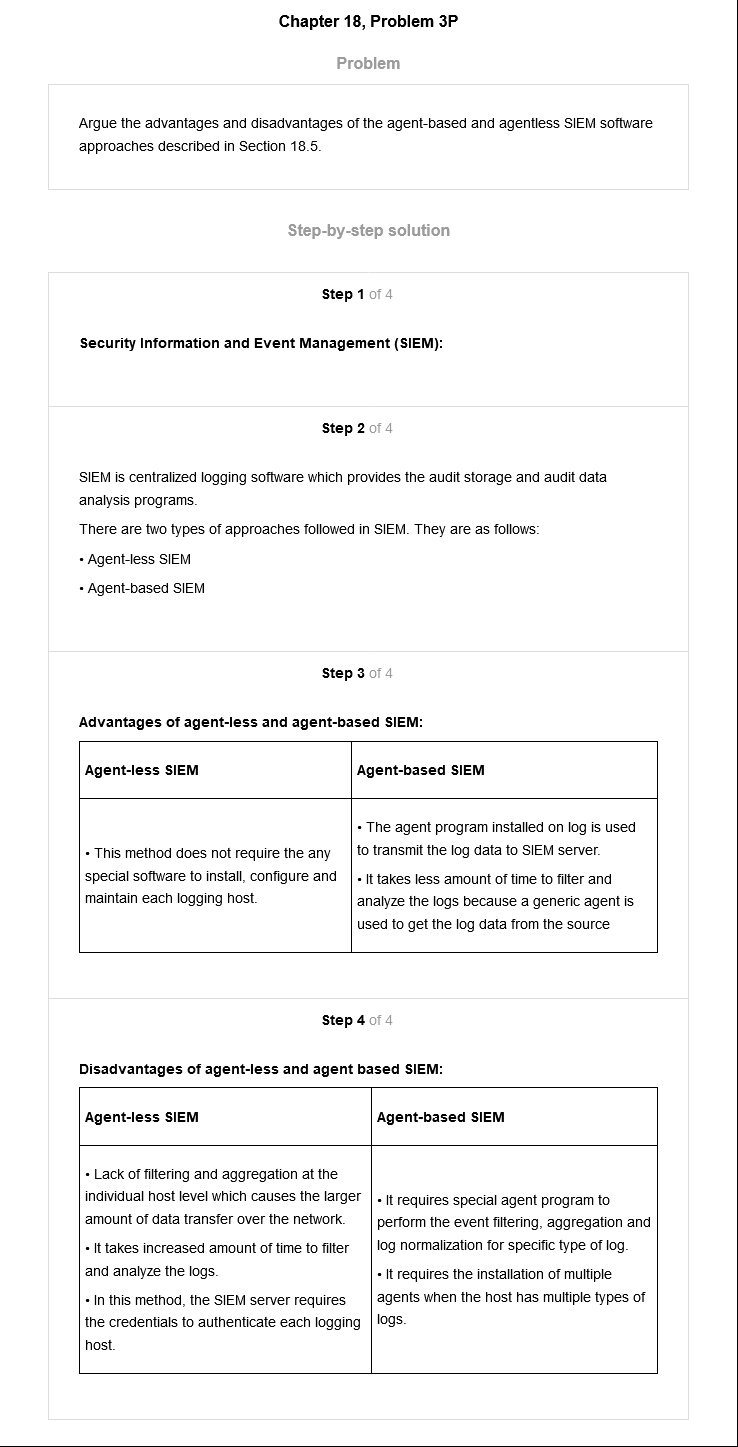 Chapter 18, Problem 3P
Problem
Argue the advantages and disadvantages of the agent-based and agentless SIEM software
approaches described in Section 18.5.
Step-by-step solution
Step 1 of 4
Security Information and Event Management (SIEM):
Step 2 of 4
SIEM is centralized logging software which provides the audit storage and audit data
analysis programs.
There are two types of approaches followed in SIEM. They are as follows:
• Agent-less SIEM
• Agent-based SIEM
Step 3 of 4
Advantages of agent-less and agent-based SIEM:
Agent-less SIEM
Agent-based SIEM
• This method does not require the any
special software to install, configure and
maintain each logging host.
• The agent program installed on log is used
to transmit the log data to SIEM server.
• It takes less amount of time to filter and
analyze the logs because a generic agent is
used to get the log data from the source
Step 4 of 4
Disadvantages of agent-less and agent based SIEM:
Agent-less SIEM
Agent-based SIEM
• Lack of filtering and aggregation at the
individual host level which causes the larger
amount of data transfer over the network.
• It takes increased amount of time to filter
and analyze the logs.
• In this method, the SIEM server requires
the credentials to authenticate each logging
host.
• It requires special agent program to
perform the event filtering, aggregation and
log normalization for specific type of log.
• It requires the installation of multiple
agents when the host has multiple types of
logs.